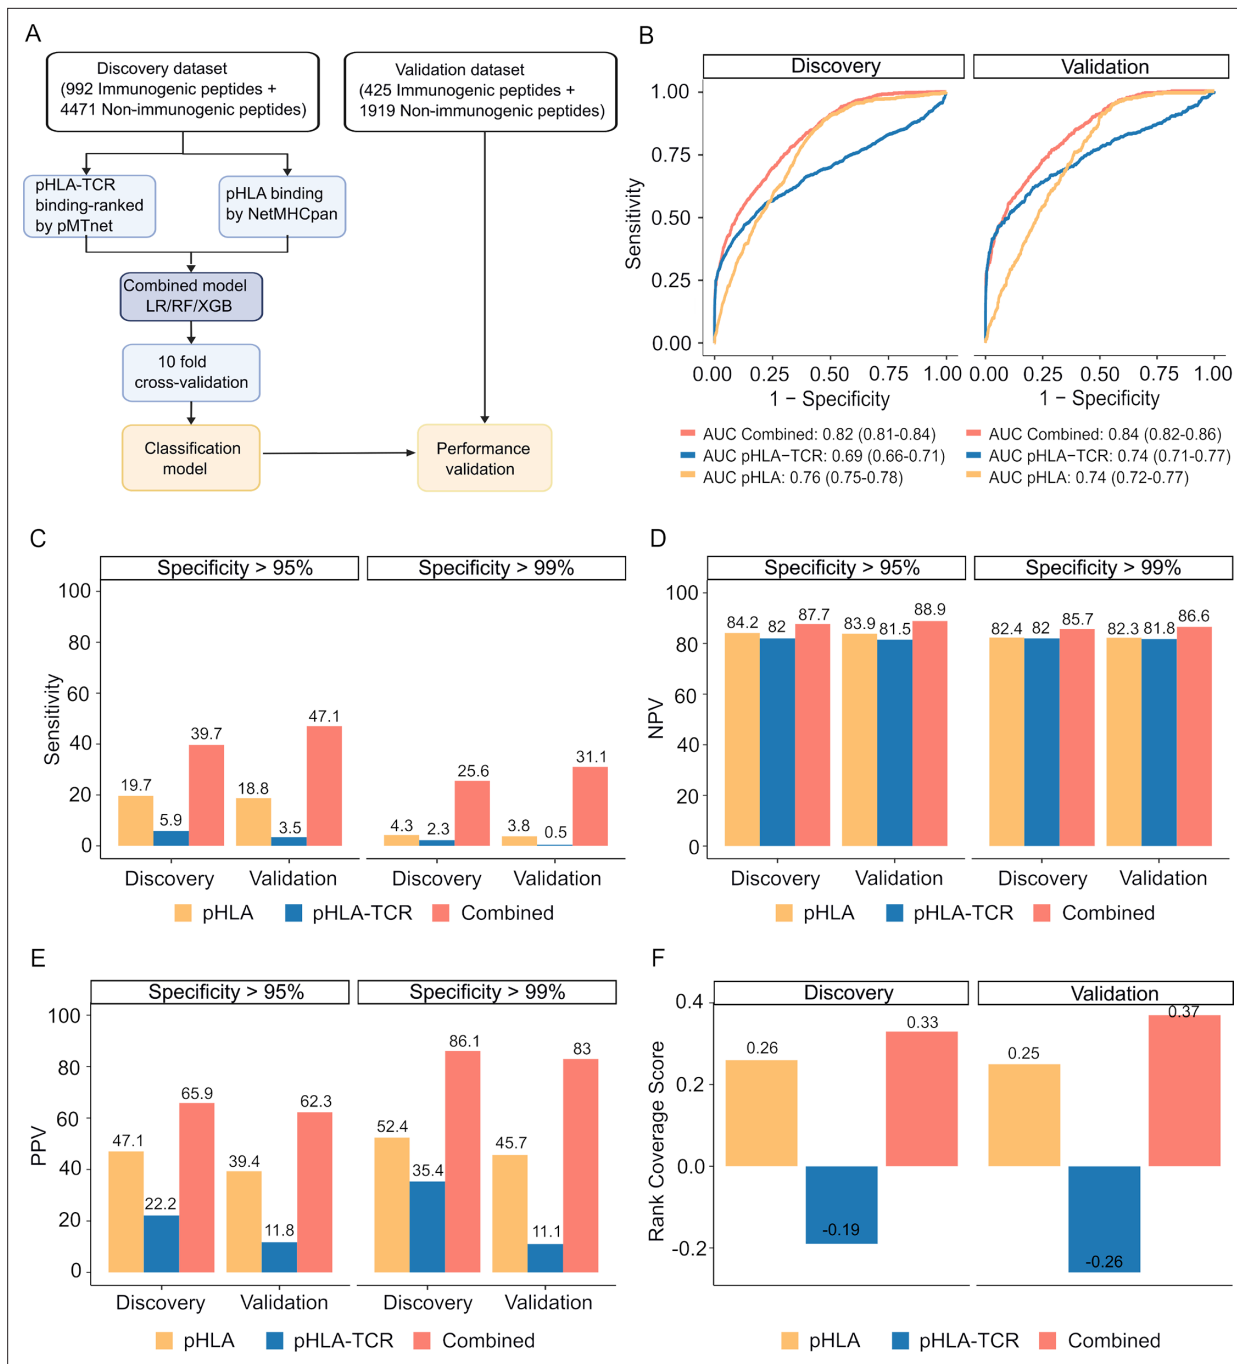 A
Discovery dataset
(992 Immunogenic peptides +
4471 Non-immunogenic peptides)
Validation dataset
(425 Immunogenic peptides +
1919 Non-immunogenic peptides)
pHLA-TCR
binding-ranked
by pMTnet
pHLA binding
by NetMHCpan
Combined model
LR/RF/XGB
10 fold
cross-validation
Classification
model
Performance
validation
B
Discovery
Validation
Sensitivity
1.00
0.75
0.50
0.25
0.00
0.00 0.25 0.50 0.75 1.00
0.00 0.25 0.50 0.75 1.00
1 − Specificity
1 − Specificity
AUC Combined: 0.82 (0.81-0.84)
AUC pHLA−TCR: 0.69 (0.66-0.71)
AUC pHLA: 0.76 (0.75-0.78)
AUC Combined: 0.84 (0.82-0.86)
AUC pHLA−TCR: 0.74 (0.71-0.77)
AUC pHLA: 0.74 (0.72-0.77)
C
Specificity > 95%
Specificity > 99%
Sensitivity
100
80
60
40
20
0
19.7
5.9
39.7
18.8
3.5
47.1
4.3
2.3
25.6
3.8
0.5
31.1
Discovery Validation
Discovery Validation
pHLA pHLA-TCR Combined
D
Specificity > 95%
Specificity > 99%
NPV
100
80
60
40
20
0
84.2
82
87.7
83.9
81.5
88.9
82.4
82
85.7
82.3
81.8
86.6
Discovery Validation
Discovery Validation
pHLA pHLA-TCR Combined
E
Specificity > 95%
Specificity > 99%
PPV
100
80
60
40
20
0
47.1
22.2
65.9
39.4
11.8
62.3
52.4
35.4
86.1
45.7
11.1
83
Discovery Validation
Discovery Validation
pHLA pHLA-TCR Combined
F
Discovery
Validation
Rank Coverage Score
0.4
0.2
0.0
-0.2
0.26
-0.19
0.33
0.25
-0.26
0.37
pHLA pHLA-TCR Combined